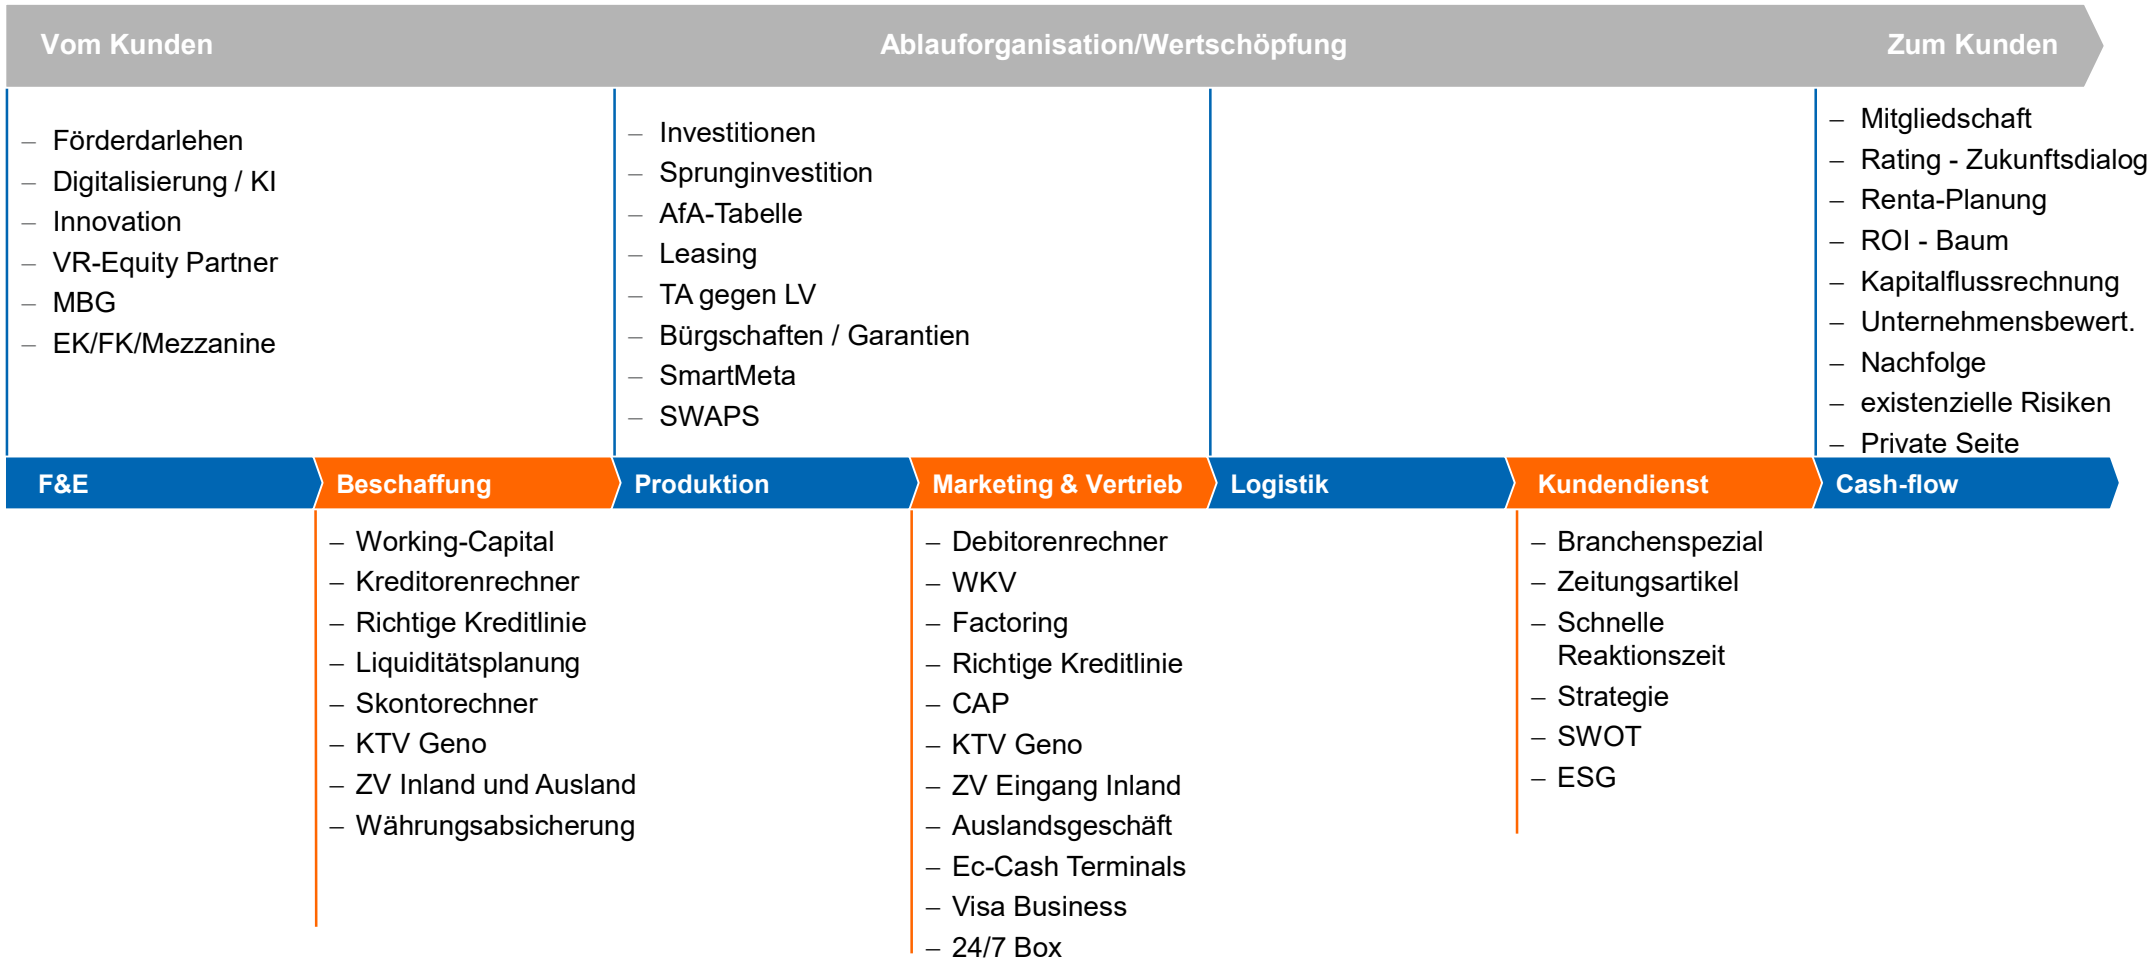 Vom Kunden
Ablauforganisation/Wertschöpfung
Zum Kunden
– Förderdarlehen
– Digitalisierung / KI
– Innovation
– VR-Equity Partner
– MBG
– EK/FK/Mezzanine
– Investitionen
– Sprunginvestition
– AfA-Tabelle
– Leasing
– TA gegen LV
– Bürgschaften / Garantien
– SmartMeta
– SWAPS
– Mitgliedschaft
– Rating - Zukunftsdialog
– Renta-Planung
– ROI - Baum
– Kapitalflussrechnung
– Unternehmensbewert.
– Nachfolge
– existenzielle Risiken
– Private Seite
F&E
Beschaffung
Produktion
Marketing & Vertrieb
Logistik
Kundendienst
Cash-flow
– Working-Capital
– Kreditorenrechner
– Richtige Kreditlinie
– Liquiditätsplanung
– Skontorechner
– KTV Geno
– ZV Inland und Ausland
– Währungsabsicherung
– Debitorenrechner
– WKV
– Factoring
– Richtige Kreditlinie
– CAP
– KTV Geno
– ZV Eingang Inland
– Auslandsgeschäft
– Ec-Cash Terminals
– Visa Business
– 24/7 Box
– Branchenspezial
– Zeitungsartikel
– Schnelle
Reaktionszeit
– Strategie
– SWOT
– ESG